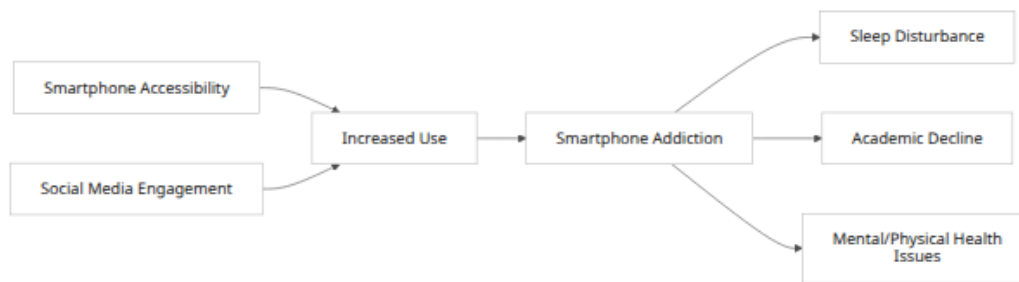 Smartphone Accessibility
Social Media Engagement
Increased Use
Smartphone Addiction
Sleep Disturbance
Academic Decline
Mental/Physical Health
Issues